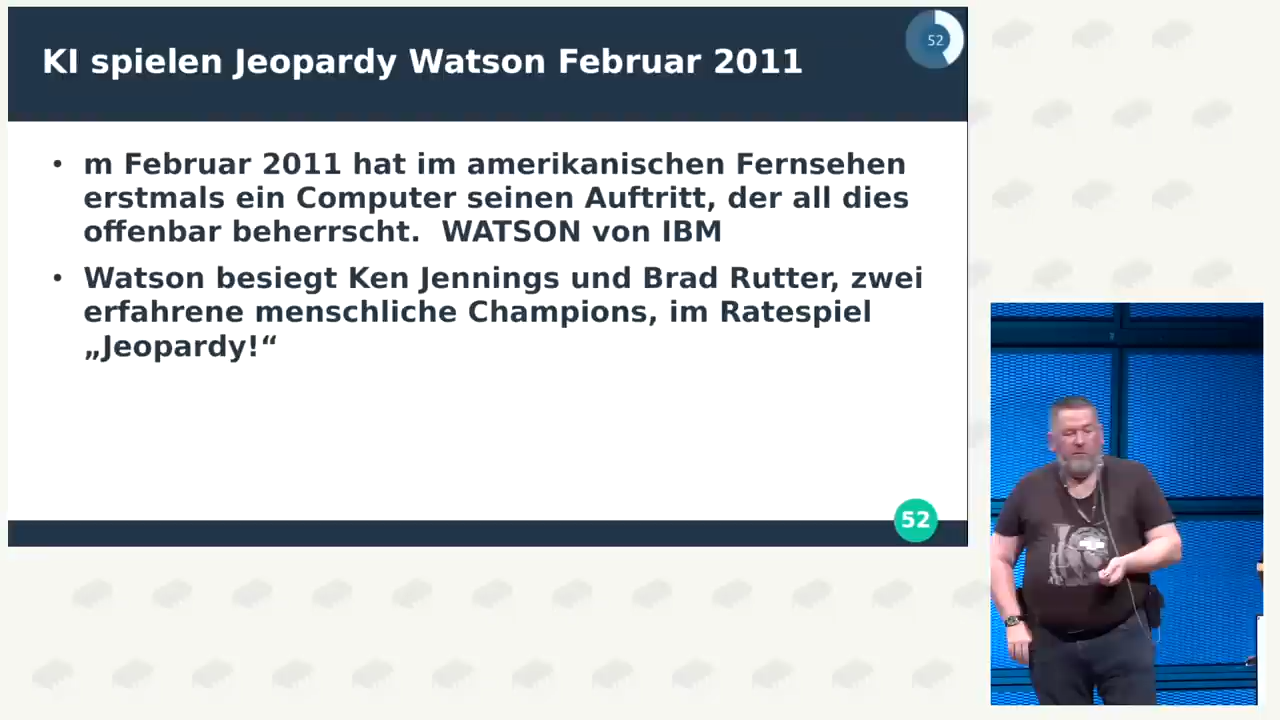 KI spielen Jeopardy Watson Februar 2011
52
• m Februar 2011 hat im amerikanischen Fernsehen
erstmals ein Computer seinen Auftritt, der all dies
offenbar beherrscht.  WATSON von IBM
• Watson besiegt Ken Jennings und Brad Rutter, zwei
erfahrene menschliche Champions, im Ratespiel
„Jeopardy!“
52